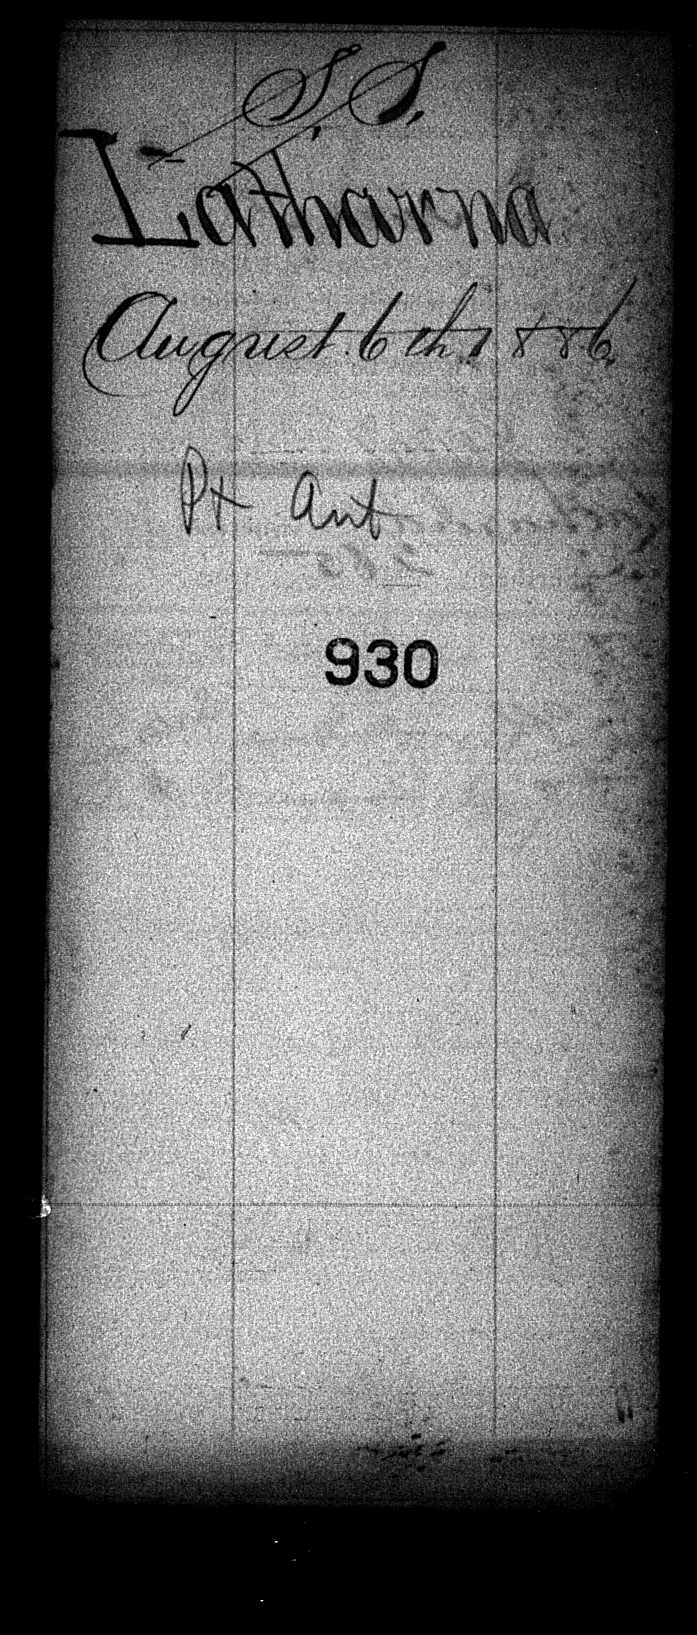 S.S.
Latharna
August 6th 1886
Pt Ant
930